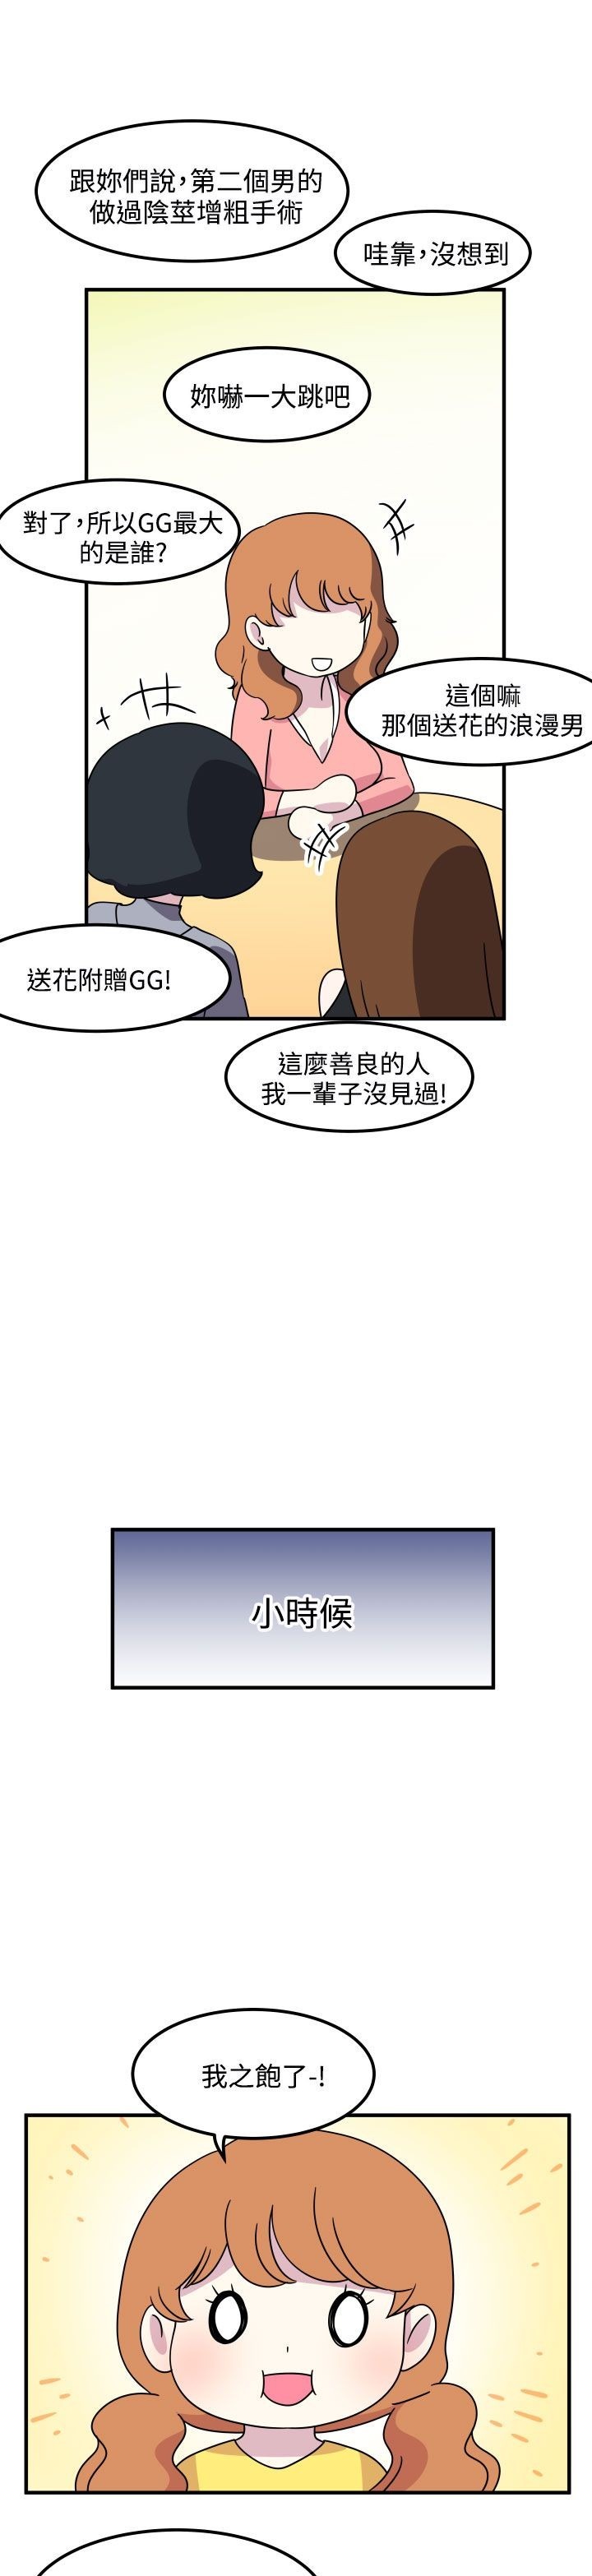 跟妳們說，第二個男的
做過陰莖增粗手術
哇靠，沒想到
妳嚇一大跳吧
對了，所以GG最大
的是誰？
這個嘛
那個送花的浪漫男
送花附贈GG!
這麼善良的人
我一輩子沒見過!
小時候
我之飽了-!